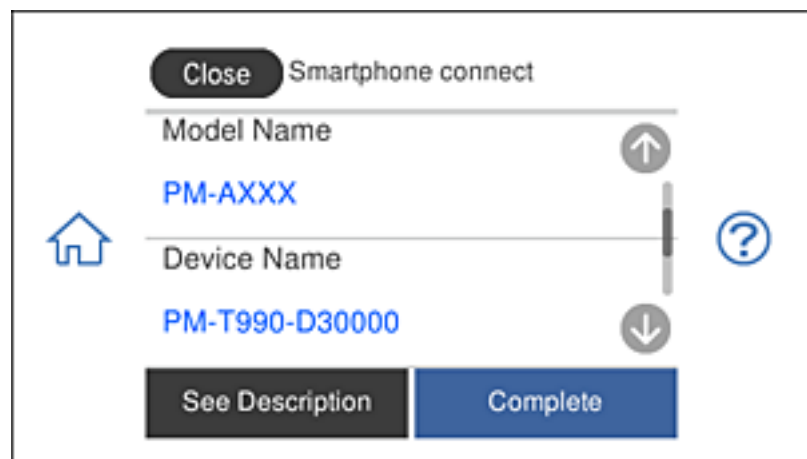 Close Smartphone connect
Model Name
PM-AXXX
Device Name
PM-T990-D30000
See Description Complete